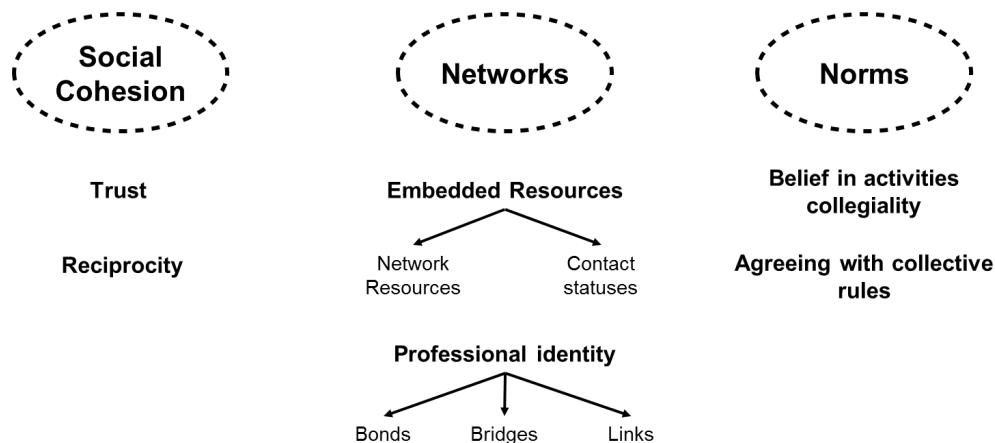 Social
Cohesion
Networks
Norms
Trust
Embedded Resources
Belief in activities
collegiality
Reciprocity
Network
Resources
Contact
statuses
Agreeing with collective
rules
Professional identity
Bonds
Bridges
Links